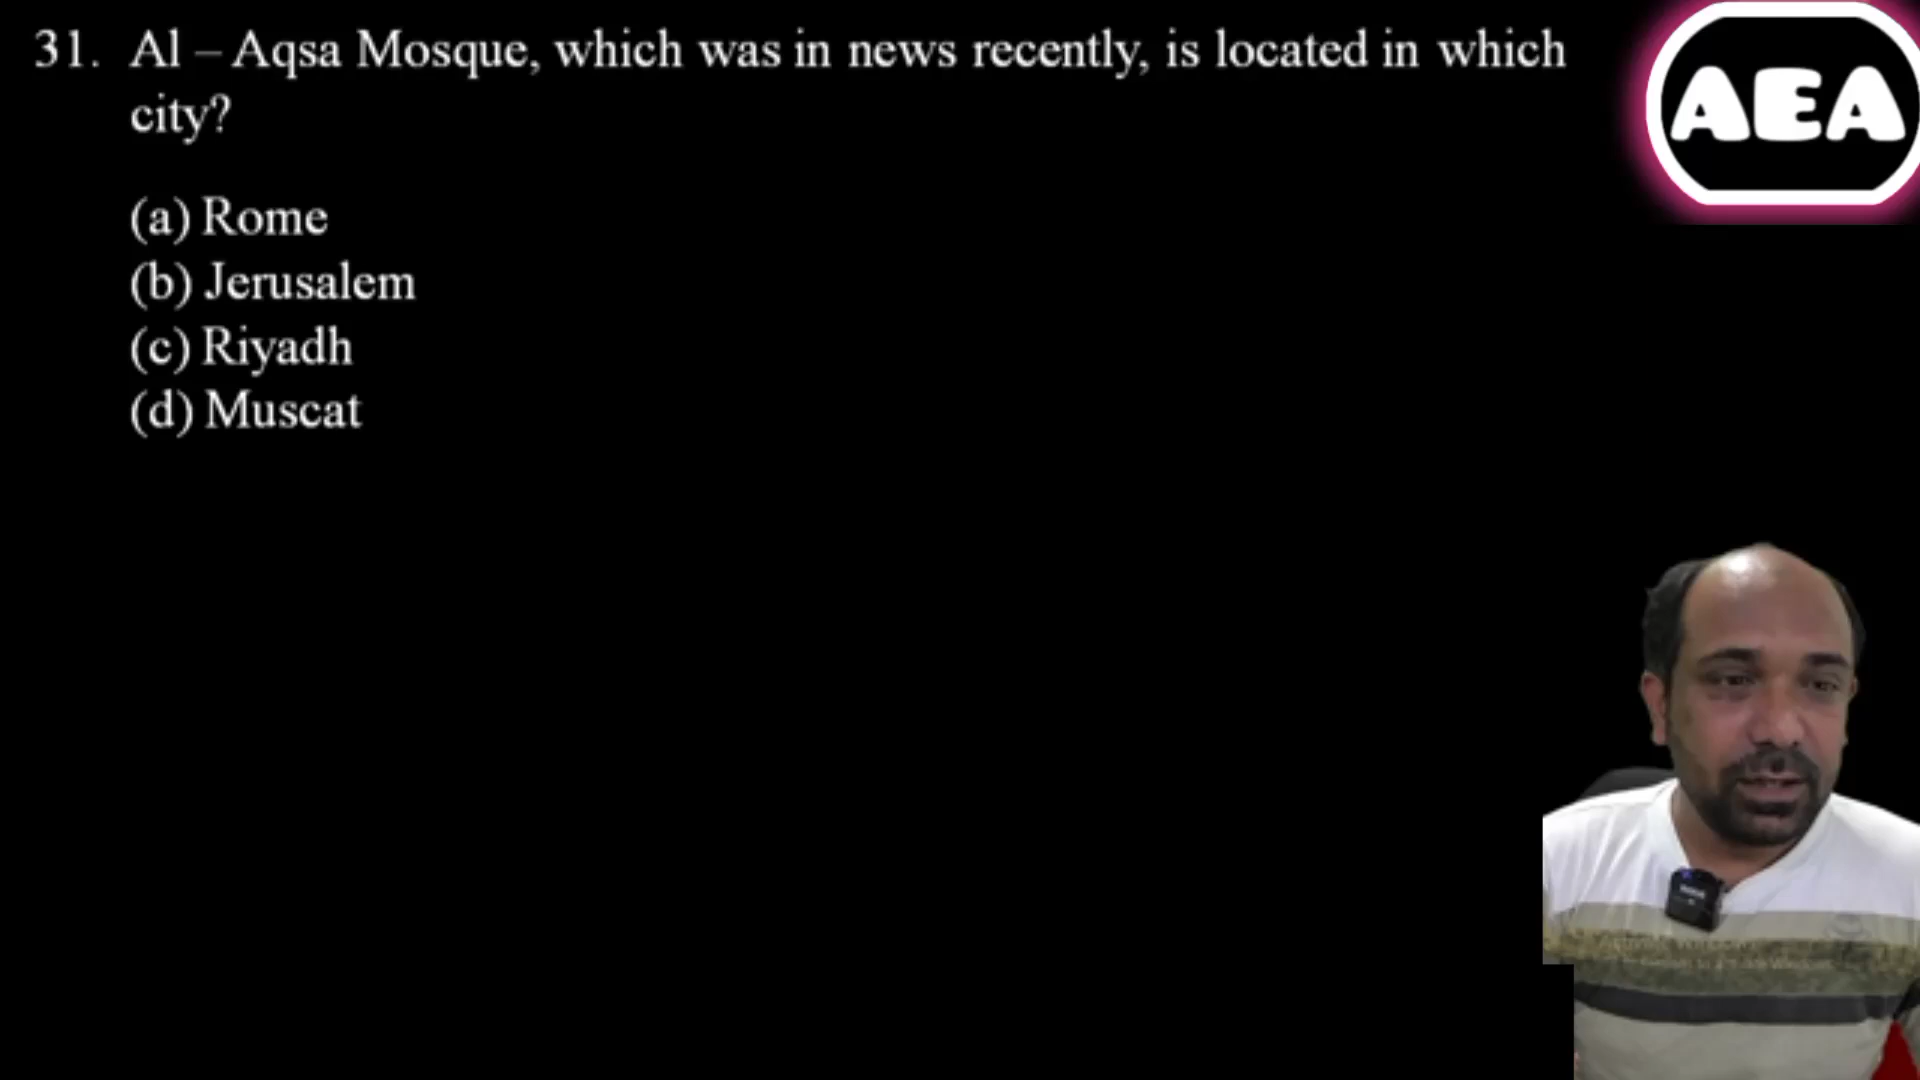 31. Al – Aqsa Mosque, which was in news recently, is located in which
city?
(a) Rome
(b) Jerusalem
(c) Riyadh
(d) Muscat
AEA